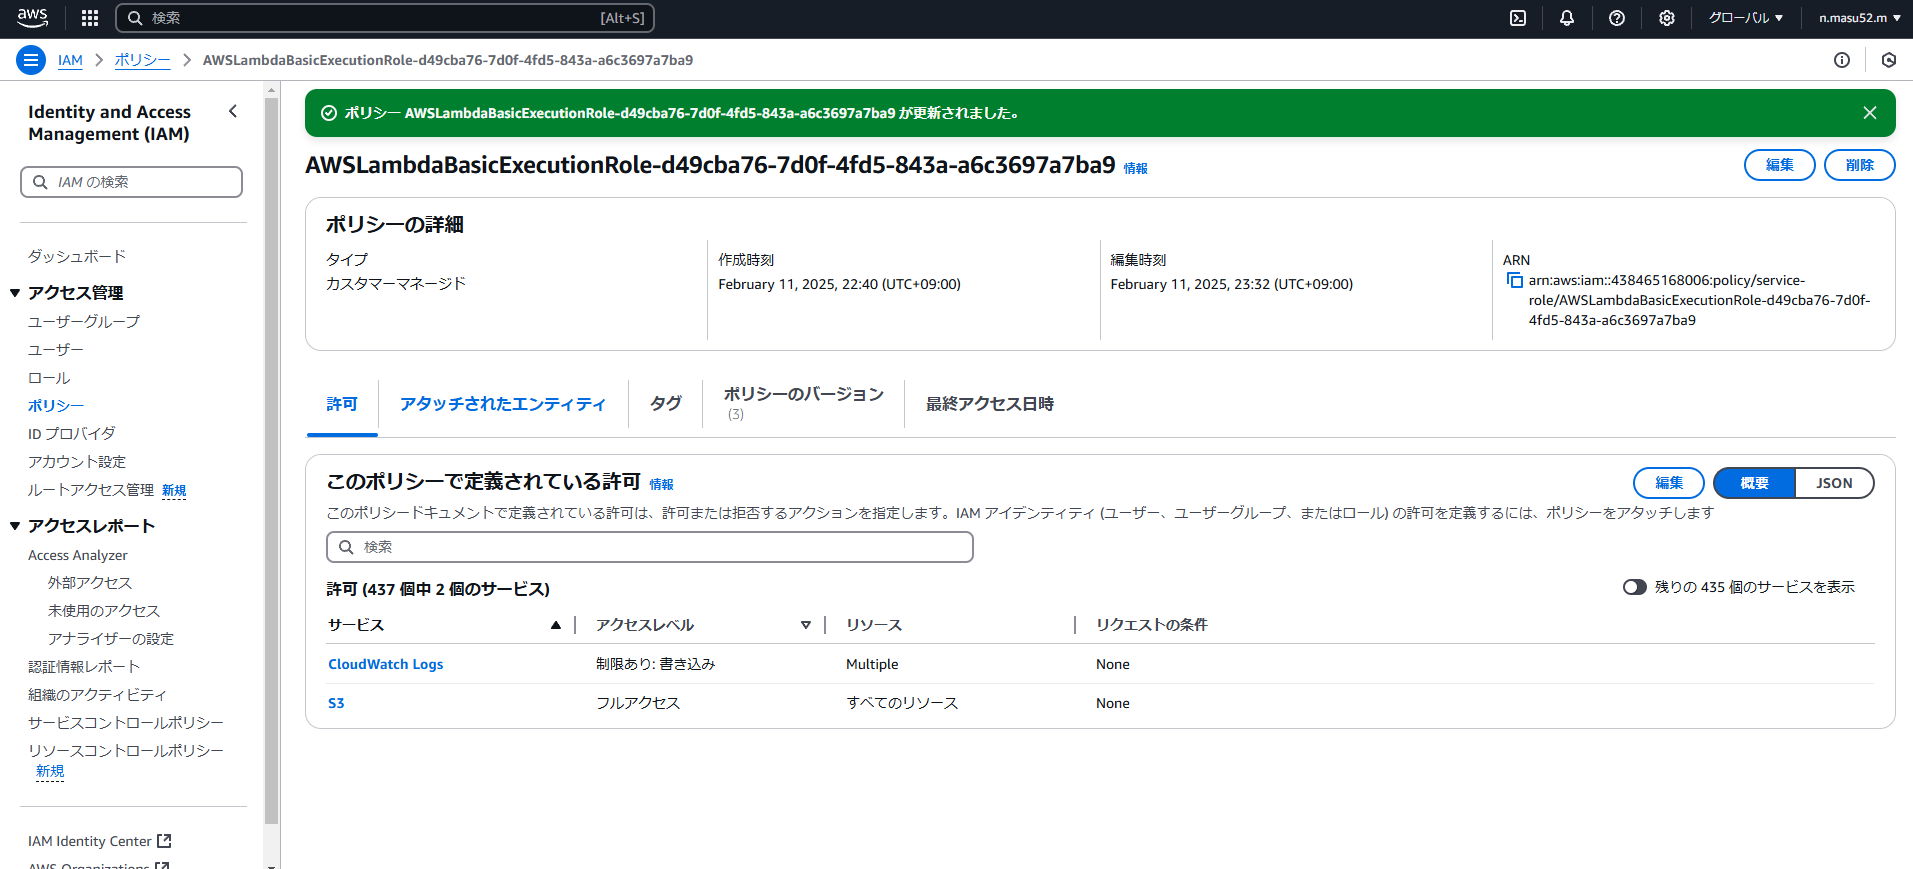 aws
検索
[Alt+S]
グローバル ▼
n.masu52.m ▼
IAM
ポリシー
AWSLambdaBasicExecutionRole-d49cba76-7d0f-4fd5-843a-a6c3697a7ba9
Identity and Access
Management (IAM)
IAM の検索
ダッシュボード
アクセス管理
ユーザーグループ
ユーザー
ロール
ポリシー
ID プロバイダ
アカウント設定
ルートアクセス管理 新規
アクセスレポート
Access Analyzer
外部アクセス
未使用のアクセス
アナライザーの設定
認証情報レポート
組織のアクティビティ
サービスコントロールポリシー
リソースコントロールポリシー
新規
IAM Identity Center
AWS Organizations
ポリシー AWSLambdaBasicExecutionRole-d49cba76-7d0f-4fd5-843a-a6c3697a7ba9 が更新されました。
AWSLambdaBasicExecutionRole-d49cba76-7d0f-4fd5-843a-a6c3697a7ba9 情報
編集
削除
ポリシーの詳細
タイプ
カスタマーマネージド
作成時刻
February 11, 2025, 22:40 (UTC+09:00)
編集時刻
February 11, 2025, 23:32 (UTC+09:00)
ARN
arn:aws:iam::438465168006:policy/service-
role/AWSLambdaBasicExecutionRole-d49cba76-7d0f-
4fd5-843a-a6c3697a7ba9
許可
アタッチされたエンティティ
タグ
ポリシーのバージョン
(3)
最終アクセス日時
このポリシーで定義されている許可 情報
編集
概要
JSON
このポリシードキュメントで定義されている許可は、許可または拒否するアクションを指定します。IAM アイデンティティ (ユーザー、ユーザーグループ、またはロール) の許可を定義するには、ポリシーをアタッチします
検索
許可 (437 個中 2 個のサービス)
残りの 435 個のサービスを表示
サービス
アクセスレベル
リソース
リクエストの条件
CloudWatch Logs
制限あり: 書き込み
Multiple
None
S3
フルアクセス
すべてのリソース
None